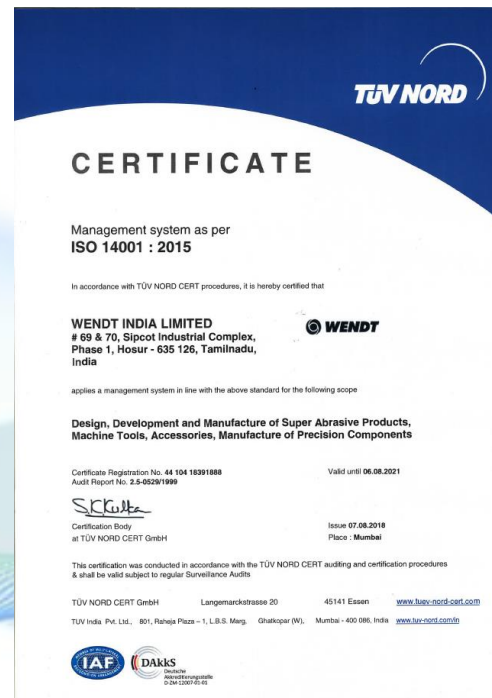 TÜV NORD
CERTIFICATE
Management system as per
ISO 14001 : 2015
In accordance with TÜV NORD CERT procedures, it is hereby certified that
WENDT INDIA LIMITED
# 69 & 70, Sipcot Industrial Complex,
Phase 1, Hosur - 635 126, Tamilnadu,
India
WENDT
applies a management system in line with the above standard for the following scope
Design, Development and Manufacture of Super Abrasive Products,
Machine Tools, Accessories, Manufacture of Precision Components
Certificate Registration No. 44 104 18391888
Audit Report No. 2.5-0529/1999
Valid until 06.08.2021
Certification Body
at TÜV NORD CERT GmbH
Issue 07.08.2018
Place : Mumbai
This certification was conducted in accordance with the TÜV NORD CERT auditing and certification procedures
& shall be valid subject to regular Surveillance Audits
TÜV NORD CERT GmbH Langemarckstrasse 20 45141 Essen www.tuev-nord-cert.com
TUV India Pvt. Ltd., 801, Raheja Plaza – 1, L.B.S. Marg, Ghatkopar (W), Mumbai - 400 086, India www.tuv-nord.com/in
IAF
DAkkS
Deutsche
Akkreditierungsstelle
D-ZM-12007-01-01